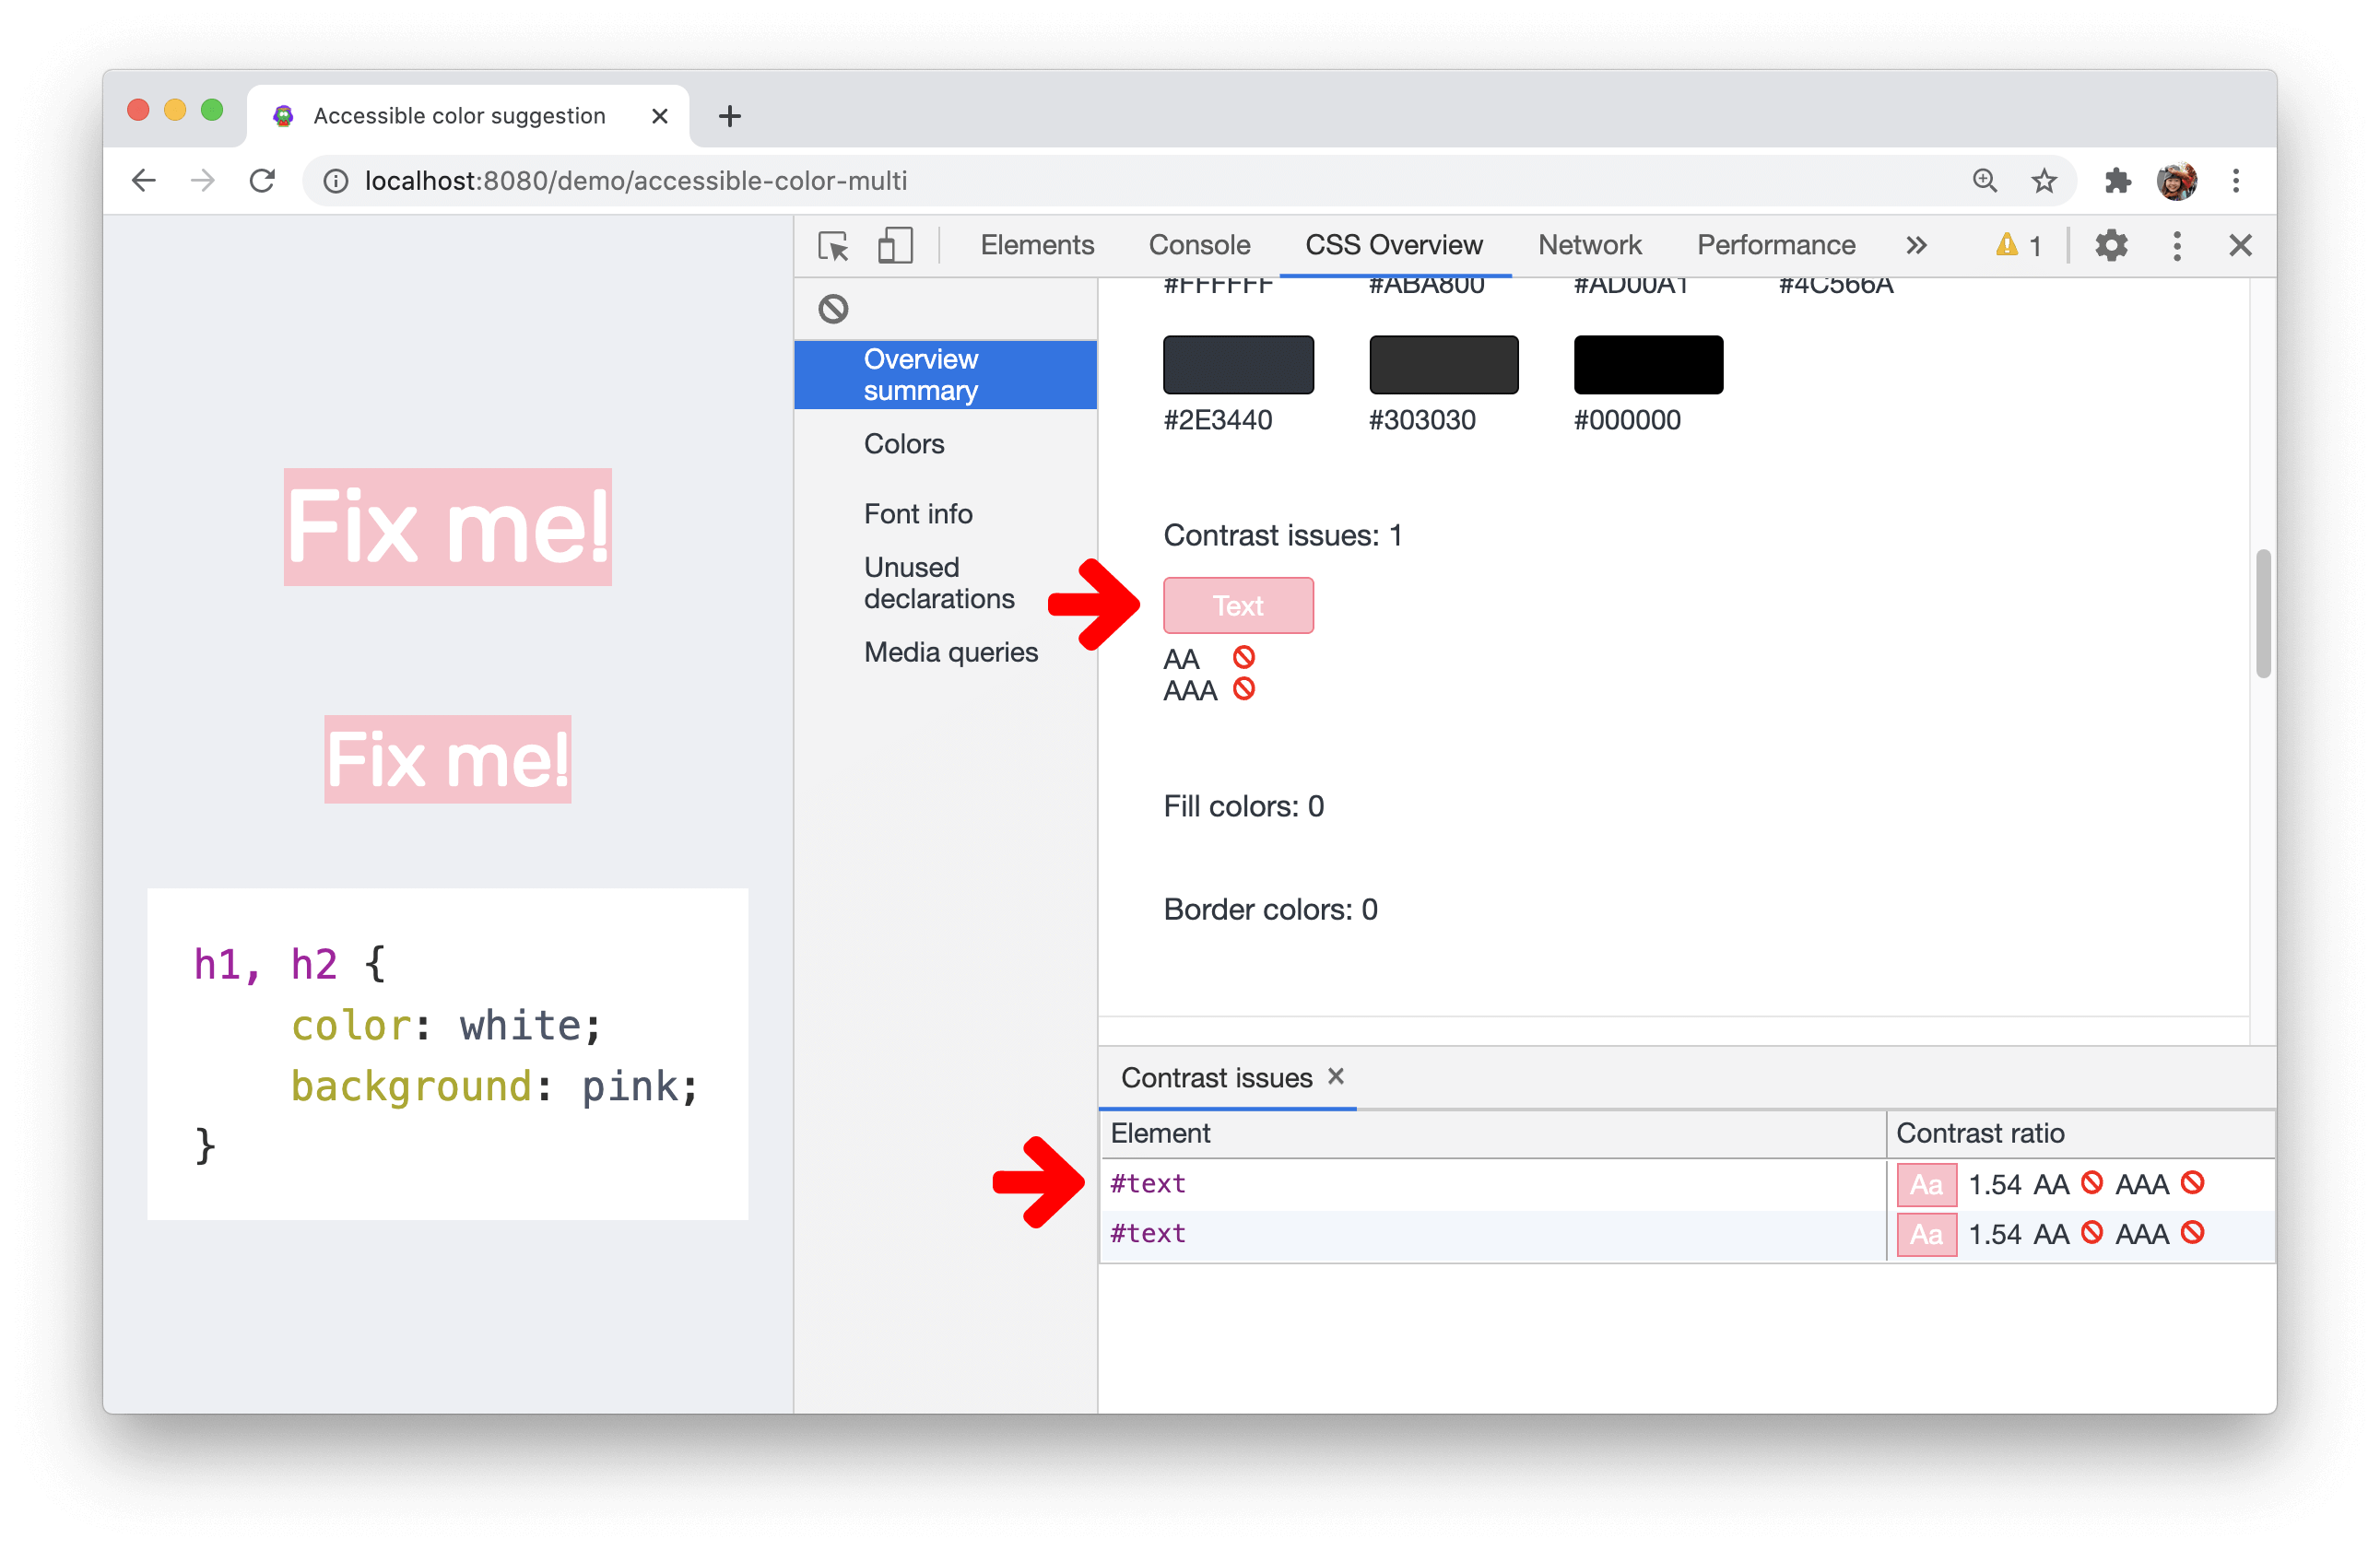 Accessible color suggestion
localhost:8080/demo/accessible-color-multi
Elements Console CSS Overview Network Performance » 1
Fix me!
Fix me!
h1, h2 {
color: white;
background: pink;
}
Overview
summary
Colors
Font info
Unused
declarations
Media queries
#FFFFFF #ABA800 #AD00A1 #4C566A
#2E3440 #303030 #000000
Contrast issues: 1
Text
AA
AAA
Fill colors: 0
Border colors: 0
Contrast issues
Element Contrast ratio
#text Aa 1.54 AA AAA
#text Aa 1.54 AA AAA